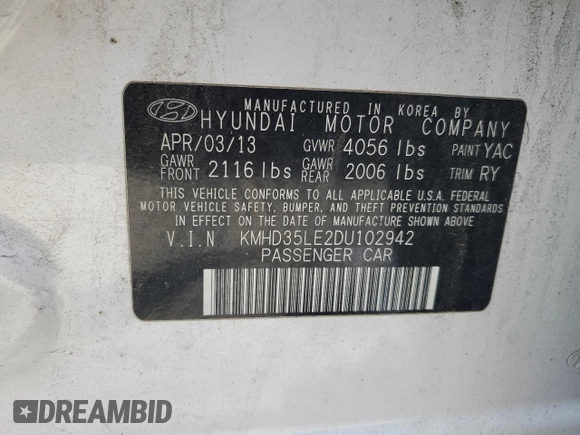 MANUFACTURED IN KOREA BY
HYUNDAI MOTOR COMPANY
APR/03/13 GVWR 4056 lbs PAINT YAC
GAWR FRONT 2116 lbs GAWR REAR 2006 lbs TRIM RY
THIS VEHICLE CONFORMS TO ALL APPLICABLE U.S.A. FEDERAL
MOTOR VEHICLE SAFETY, BUMPER, AND THEFT PREVENTION STANDARDS
IN EFFECT ON THE DATE OF MANUFACTURE SHOWN ABOVE
V.I.N KMHD35LE2DU102942
PASSENGER CAR
DREAMBID